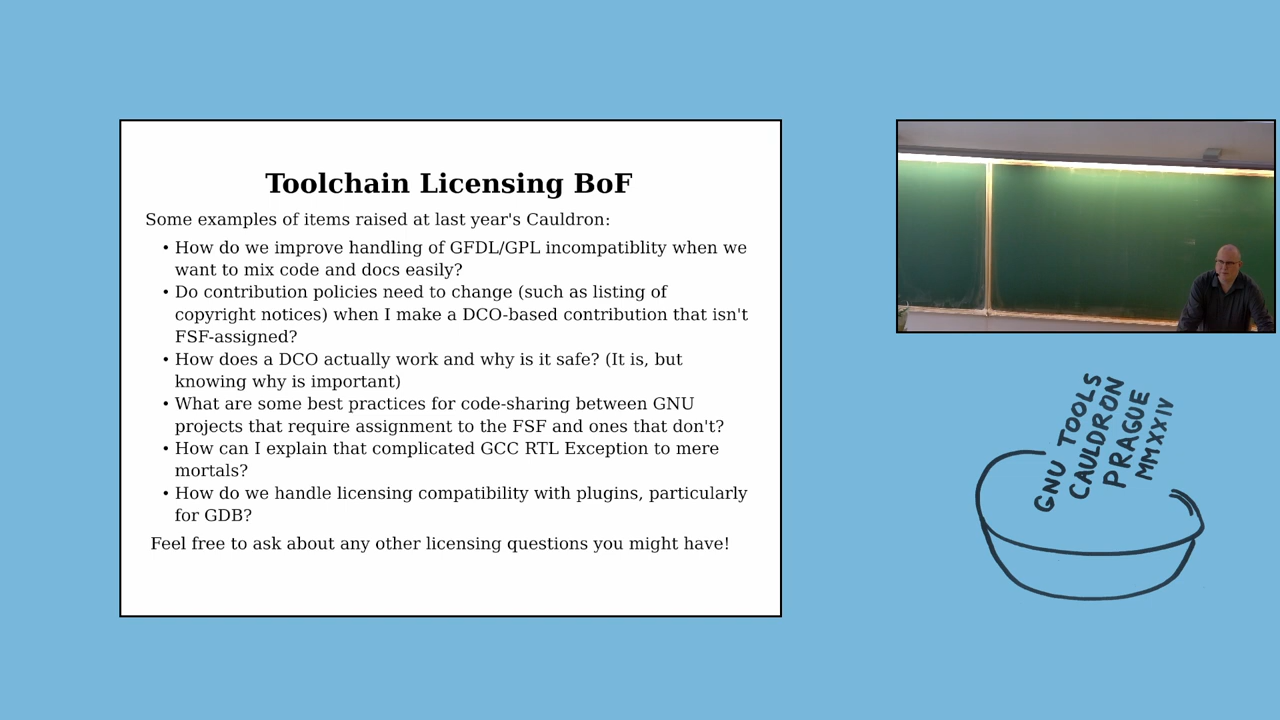 Toolchain Licensing BoF
Some examples of items raised at last year's Cauldron:
• How do we improve handling of GFDL/GPL incompatiblity when we
want to mix code and docs easily?
• Do contribution policies need to change (such as listing of
copyright notices) when I make a DCO-based contribution that isn't
FSF-assigned?
• How does a DCO actually work and why is it safe? (It is, but
knowing why is important)
• What are some best practices for code-sharing between GNU
projects that require assignment to the FSF and ones that don't?
• How can I explain that complicated GCC RTL Exception to mere
mortals?
• How do we handle licensing compatibility with plugins, particularly
for GDB?
Feel free to ask about any other licensing questions you might have!
GNU TOOLS
CAULDRON
PRAGUE
MMXXIV